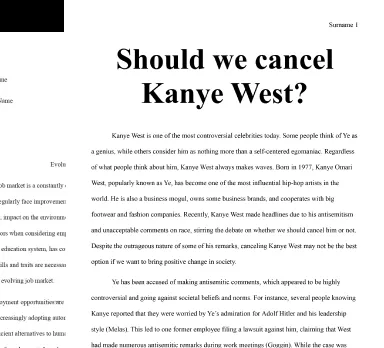 Surname 1
Should we cancel
Kanye West?
Kanye West is one of the most controversial celebrities today. Some people think of Ye as
a genius, while others consider him as nothing more than a self-centered egomaniac. Regardless
of what people think about him, Kanye West always makes waves. Born in 1977, Kanye Omari
West, popularly known as Ye, has become one of the most influential hip-hop artists in the
world. He is also a business mogul, owns some business brands, and cooperates with big
footwear and fashion companies. Recently, Kanye West made headlines due to his antisemitism
and unacceptable comments on race, stirring the debate on whether we should cancel him or not.
Despite the outrageous nature of some of his remarks, canceling Kanye West may not be the best
option if we want to bring positive change in society.
Ye has been accused of making antisemitic comments, which appeared to be highly
controversial and going against societal beliefs and norms. For instance, several people knowing
Kanye reported that they were worried by Ye's admiration for Adolf Hitler and his leadership
style (Melas). This led to one former employee filing a lawsuit against him, claiming that West
had made numerous antisemitic remarks during work meetings (Goggin). While the case was
ob market is a constantly
gularly face improvemen
, impact on the environm
ors when considering emp
education system, has co
ills and traits are necessa
evolving job market
loyment opportunities are
creasingly adopting autor
cient alternatives to huma